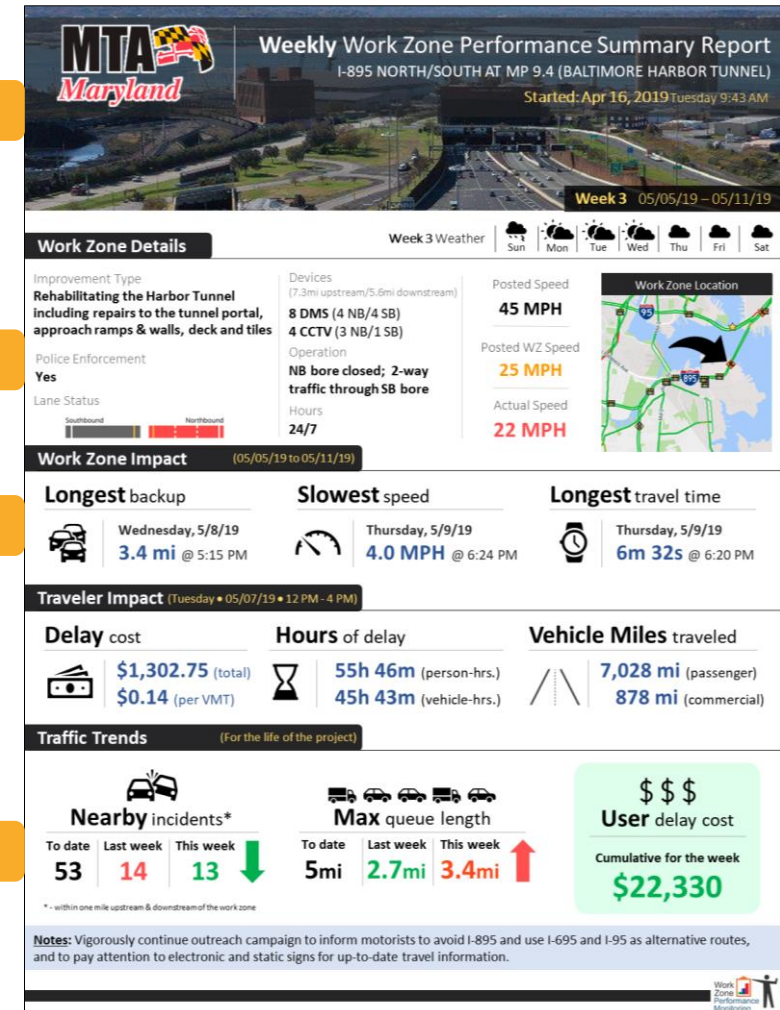 MTA
Maryland
Weekly Work Zone Performance Summary Report
I-895 NORTH/SOUTH AT MP 9.4 (BALTIMORE HARBOR TUNNEL)
Started: Apr 16, 2019 Tuesday 9:43 AM
Week 3 05/05/19 – 05/11/19
Work Zone Details
Week 3 Weather
Sun Mon Tue Wed Thu Fri Sat
Improvement Type
Rehabilitating the Harbor Tunnel
including repairs to the tunnel portal,
approach ramps & walls, deck and tiles
Police Enforcement
Yes
Lane Status
Southbound Northbound
Devices
(7.3mi upstream/5.6mi downstream)
8 DMS (4 NB/4 SB)
4 CCTV (3 NB/1 SB)
Operation
NB bore closed; 2-way
traffic through SB bore
Hours
24/7
Posted Speed
45 MPH
Posted WZ Speed
25 MPH
Actual Speed
22 MPH
Work Zone Location
95
895
Work Zone Impact (05/05/19 to 05/11/19)
Longest backup
Wednesday, 5/8/19
3.4 mi @ 5:15 PM
Slowest speed
Thursday, 5/9/19
4.0 MPH @ 6:24 PM
Longest travel time
Thursday, 5/9/19
6m 32s @ 6:20 PM
Traveler Impact (Tuesday • 05/07/19 • 12 PM - 4 PM)
Delay cost
$1,302.75 (total)
$0.14 (per VMT)
Hours of delay
55h 46m (person-hrs.)
45h 43m (vehicle-hrs.)
Vehicle Miles traveled
7,028 mi (passenger)
878 mi (commercial)
Traffic Trends (For the life of the project)
Nearby incidents*
To date Last week This week
53 14 13
* - within one mile upstream & downstream of the work zone
Max queue length
To date Last week This week
5mi 2.7mi 3.4mi
$ $ $
User delay cost
Cumulative for the week
$22,330
Notes: Vigorously continue outreach campaign to inform motorists to avoid I-895 and use I-695 and I-95 as alternative routes,
and to pay attention to electronic and static signs for up-to-date travel information.
Work
Zone
Performance
Monitoring